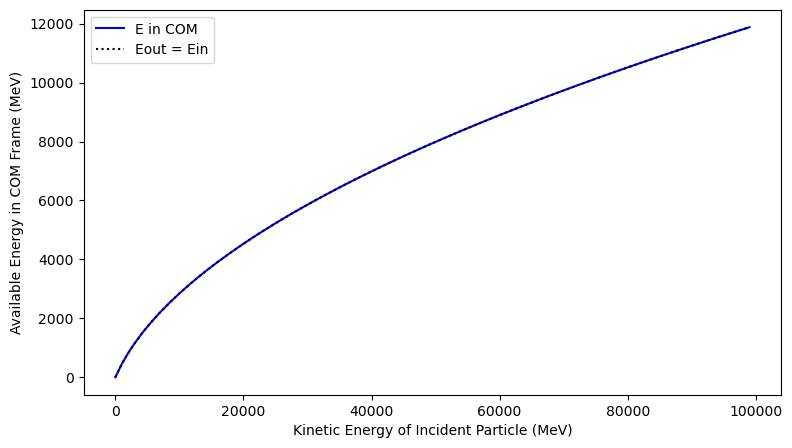 E in COM
Eout = Ein
12000
10000
8000
6000
4000
2000
0
Available Energy in COM Frame (MeV)
0 20000 40000 60000 80000 100000
Kinetic Energy of Incident Particle (MeV)